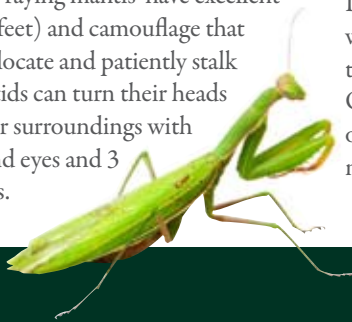 raying mantis have excellent
feet) and camouflage that
locate and patiently stalk
ids can turn their heads
r surroundings with
d eyes and 3
s.